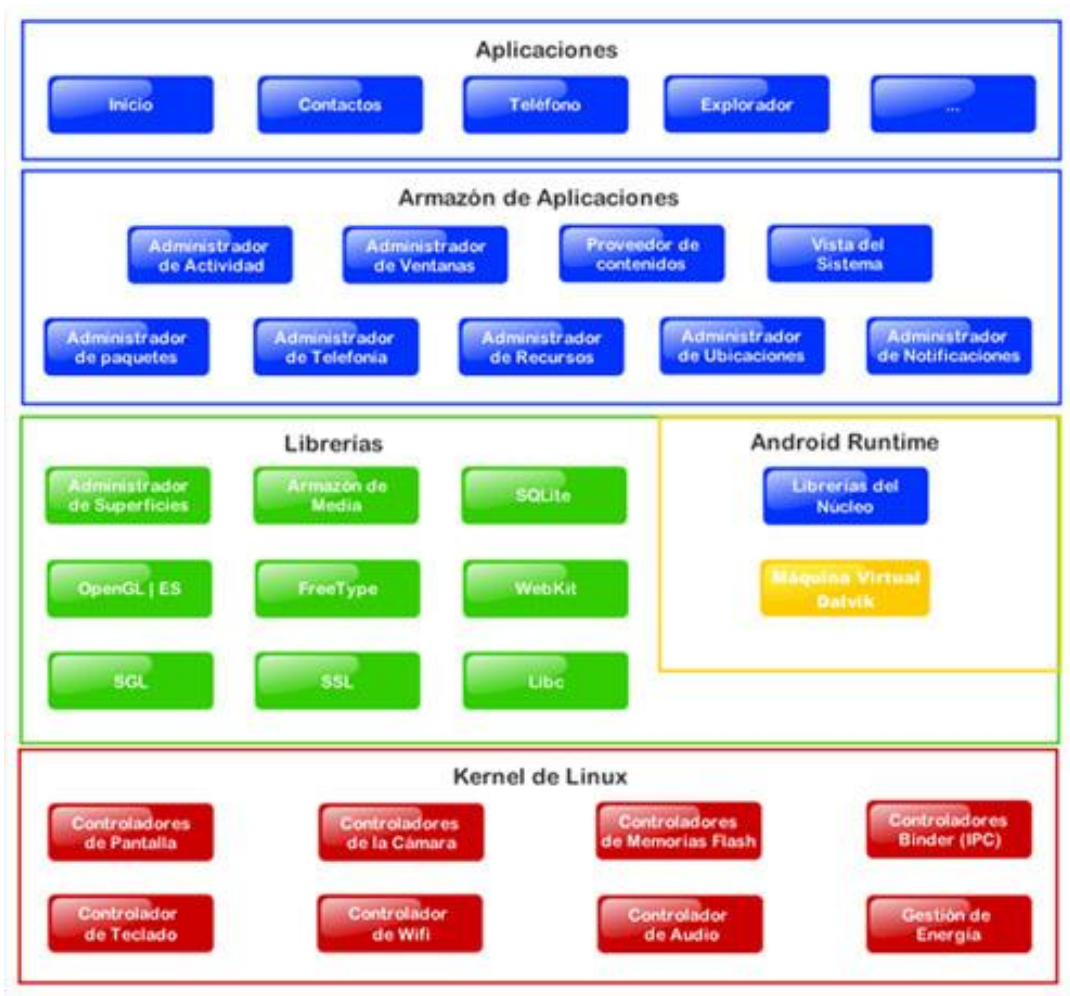 Aplicaciones
Inicio
Contactos
Teléfono
Explorador
...
Armazón de Aplicaciones
Administrador
de Actividad
Administrador
de Ventanas
Proveedor de
contenidos
Vista del
Sistema
Administrador
de paquetes
Administrador
de Telefonía
Administrador
de Recursos
Administrador
de Ubicaciones
Administrador
de Notificaciones
Librerías
Android Runtime
Administrador
de Superficies
Armazón de
Media
SQLite
Librerías del
Núcleo
OpenGL | ES
FreeType
WebKit
Máquina Virtual
Dalvik
SGL
SSL
Libc
Kernel de Linux
Controladores
de Pantalla
Controladores
de la Cámara
Controladores
de Memorias Flash
Controladores
Binder (IPC)
Controlador
de Teclado
Controlador
de Wifi
Controlador
de Audio
Gestión de
Energía